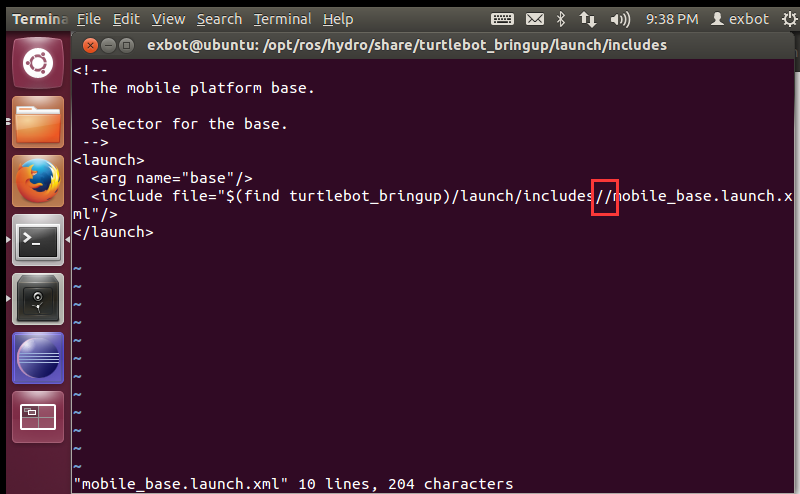 Terminal File Edit View Search Terminal Help 9:38 PM exbot
exbot@ubuntu: /opt/ros/hydro/share/turtlebot_bringup/launch/includes
<!--
The mobile platform base.
Selector for the base.
-->
<launch>
<arg name="base"/>
<include file="$(find turtlebot_bringup)/launch/includes//mobile_base.launch.x
ml"/>
</launch>
~
~
~
~
~
~
~
~
~
~
~
~
"mobile_base.launch.xml" 10 lines, 204 characters